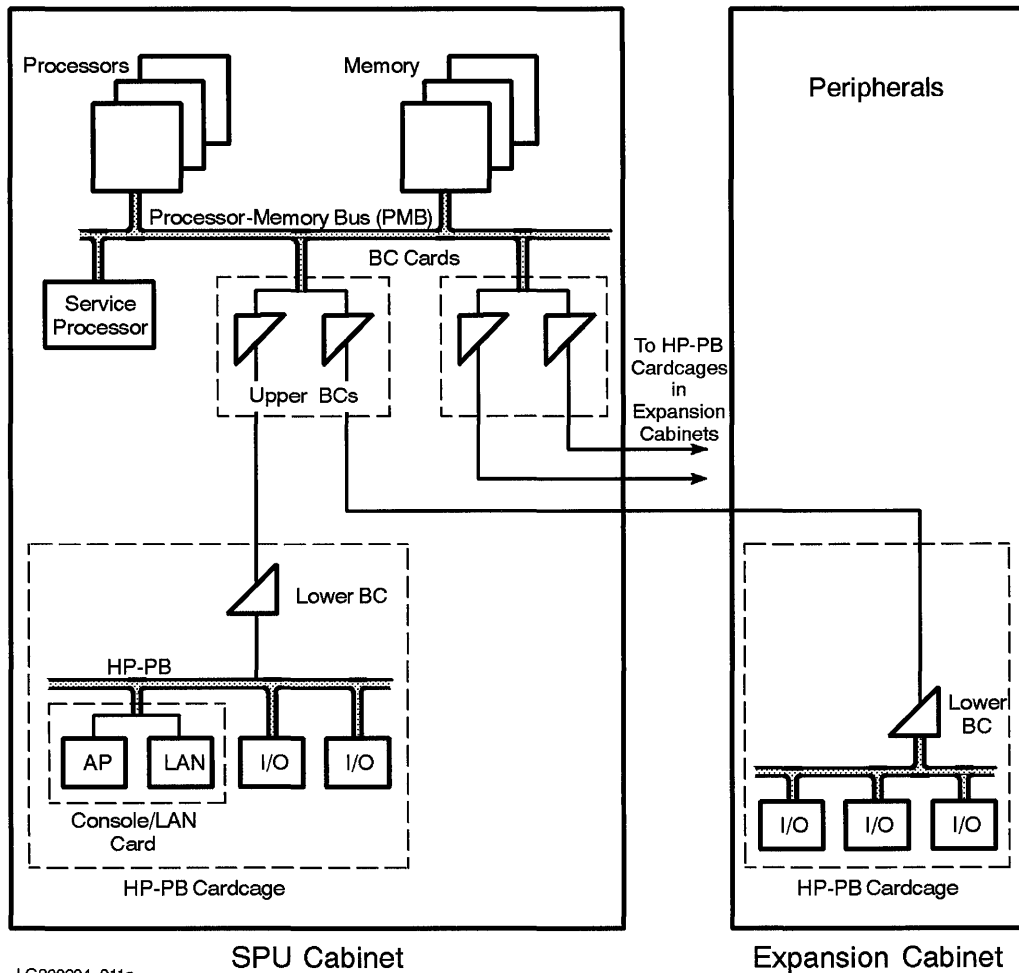 Processors
Memory
Peripherals
Processor-Memory Bus (PMB)
BC Cards
Service
Processor
Upper BCs
To HP-PB
Cardcages
in
Expansion
Cabinets
Lower BC
HP-PB
AP
LAN
I/O
I/O
Console/LAN
Card
HP-PB Cardcage
Lower
BC
I/O
I/O
I/O
HP-PB Cardcage
SPU Cabinet
Expansion Cabinet